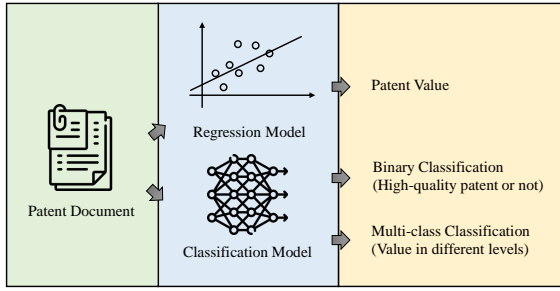 Patent Document
Regression Model
Classification Model
Patent Value
Binary Classification
(High-quality patent or not)
Multi-class Classification
(Value in different levels)